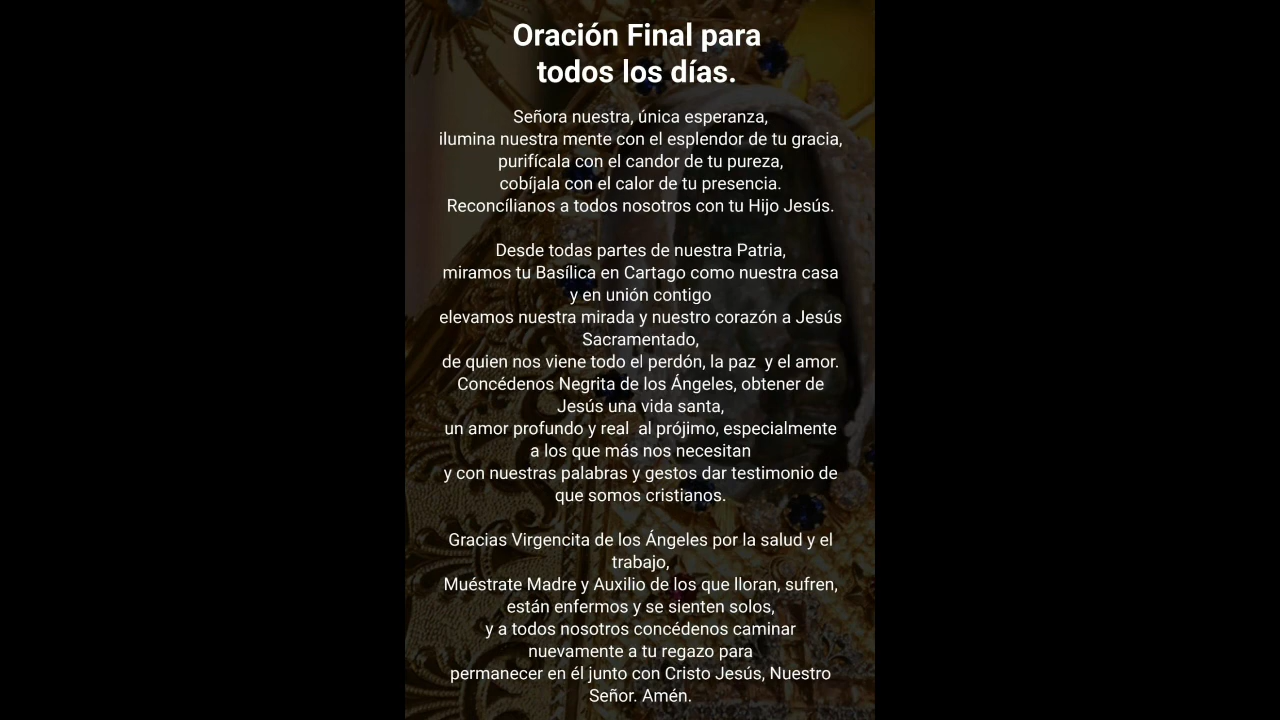 Oración Final para
todos los días.
Señora nuestra, única esperanza,
ilumina nuestra mente con el esplendor de tu gracia,
purifícala con el candor de tu pureza,
cobíjala con el calor de tu presencia.
Reconcílianos a todos nosotros con tu Hijo Jesús.
Desde todas partes de nuestra Patria,
miramos tu Basílica en Cartago como nuestra casa
y en unión contigo
elevamos nuestra mirada y nuestro corazón a Jesús
Sacramentado,
de quien nos viene todo el perdón, la paz  y el amor.
Concédenos Negrita de los Ángeles, obtener de
Jesús una vida santa,
un amor profundo y real  al prójimo, especialmente
a los que más nos necesitan
y con nuestras palabras y gestos dar testimonio de
que somos cristianos.
Gracias Virgencita de los Ángeles por la salud y el
trabajo,
Muéstrate Madre y Auxilio de los que lloran, sufren,
están enfermos y se sienten solos,
y a todos nosotros concédenos caminar
nuevamente a tu regazo para
permanecer en él junto con Cristo Jesús, Nuestro
Señor. Amén.